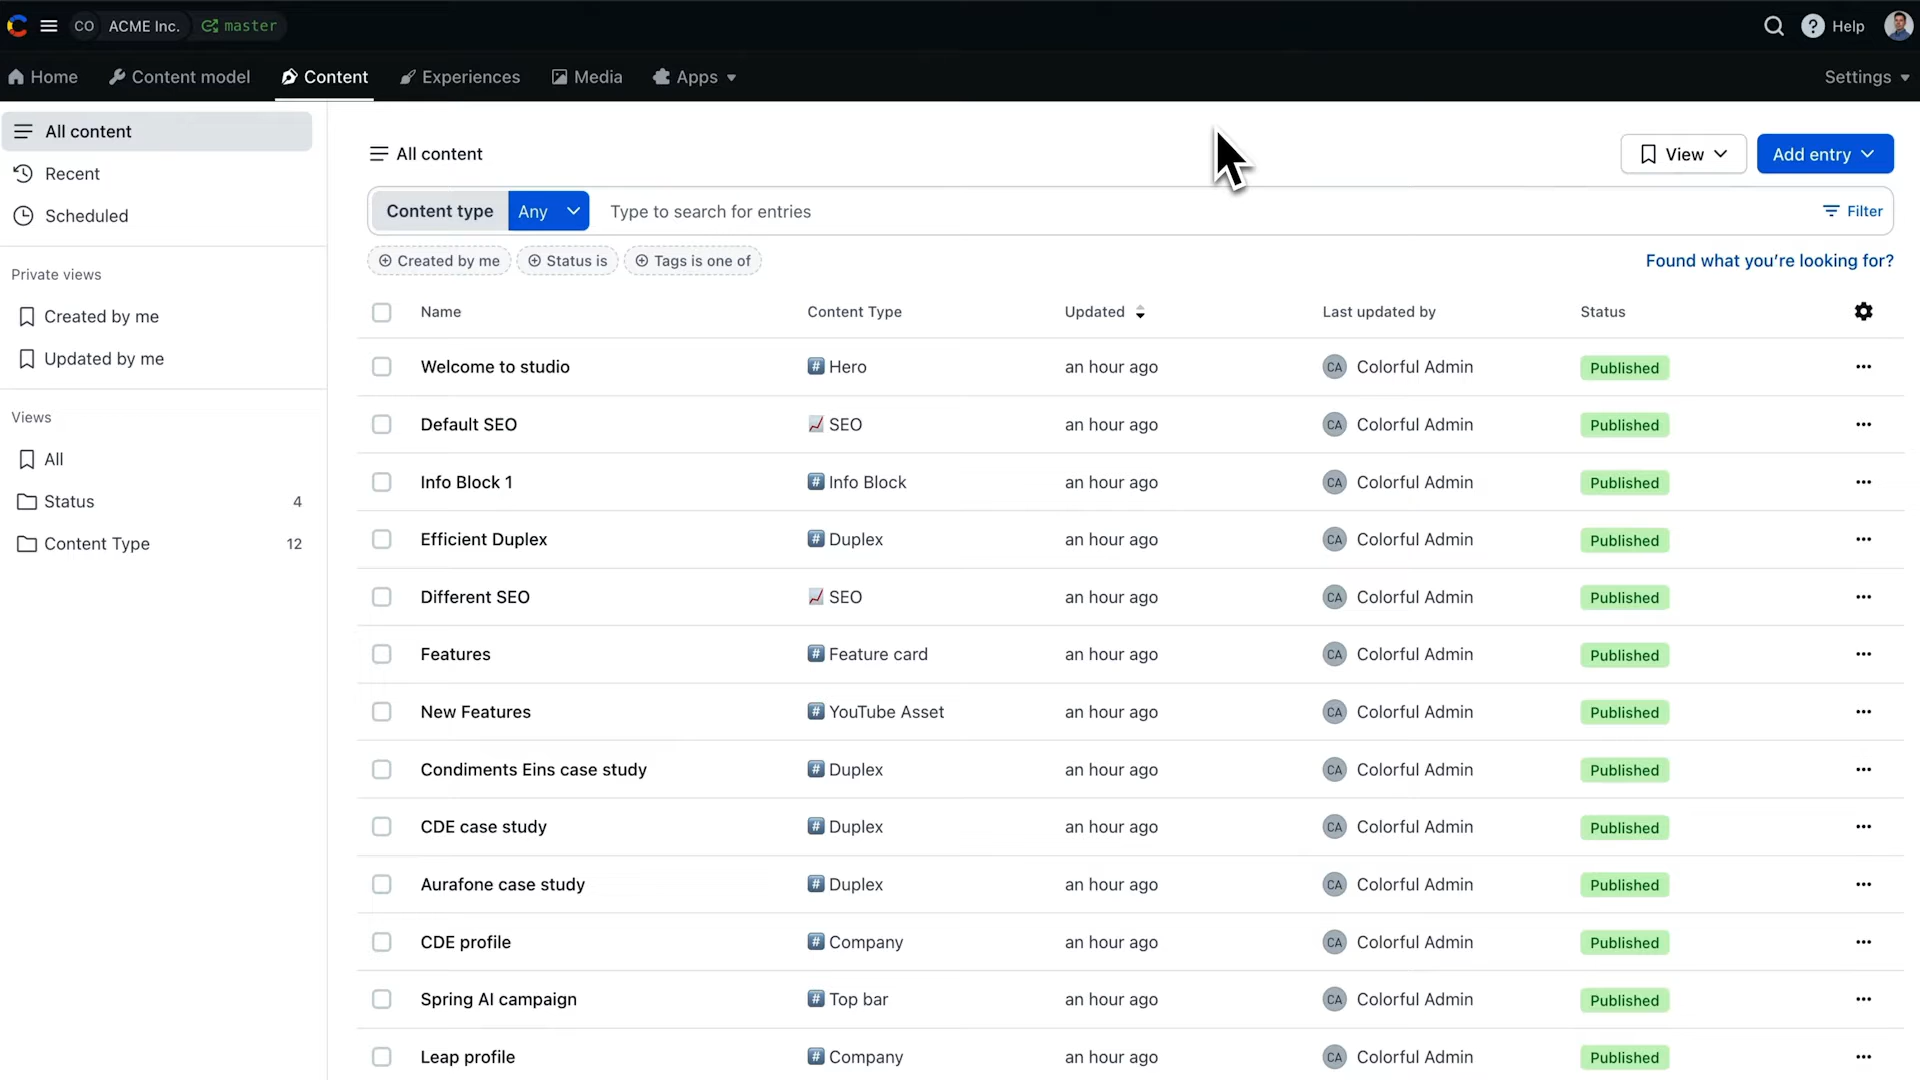 CO ACME Inc. master Help
Home Content model Content Experiences Media Apps Settings
All content
Recent
Scheduled
Private views
Created by me
Updated by me
Views
All
Status 4
Content Type 12
All content View Add entry
Content type Any Type to search for entries Filter
Created by me Status is Tags is one of Found what you’re looking for?
Name Content Type Updated Last updated by Status
Welcome to studio # Hero an hour ago CA Colorful Admin Published
Default SEO SEO an hour ago CA Colorful Admin Published
Info Block 1 # Info Block an hour ago CA Colorful Admin Published
Efficient Duplex # Duplex an hour ago CA Colorful Admin Published
Different SEO SEO an hour ago CA Colorful Admin Published
Features # Feature card an hour ago CA Colorful Admin Published
New Features # YouTube Asset an hour ago CA Colorful Admin Published
Condiments Eins case study # Duplex an hour ago CA Colorful Admin Published
CDE case study # Duplex an hour ago CA Colorful Admin Published
Aurafone case study # Duplex an hour ago CA Colorful Admin Published
CDE profile # Company an hour ago CA Colorful Admin Published
Spring AI campaign # Top bar an hour ago CA Colorful Admin Published
Leap profile # Company an hour ago CA Colorful Admin Published